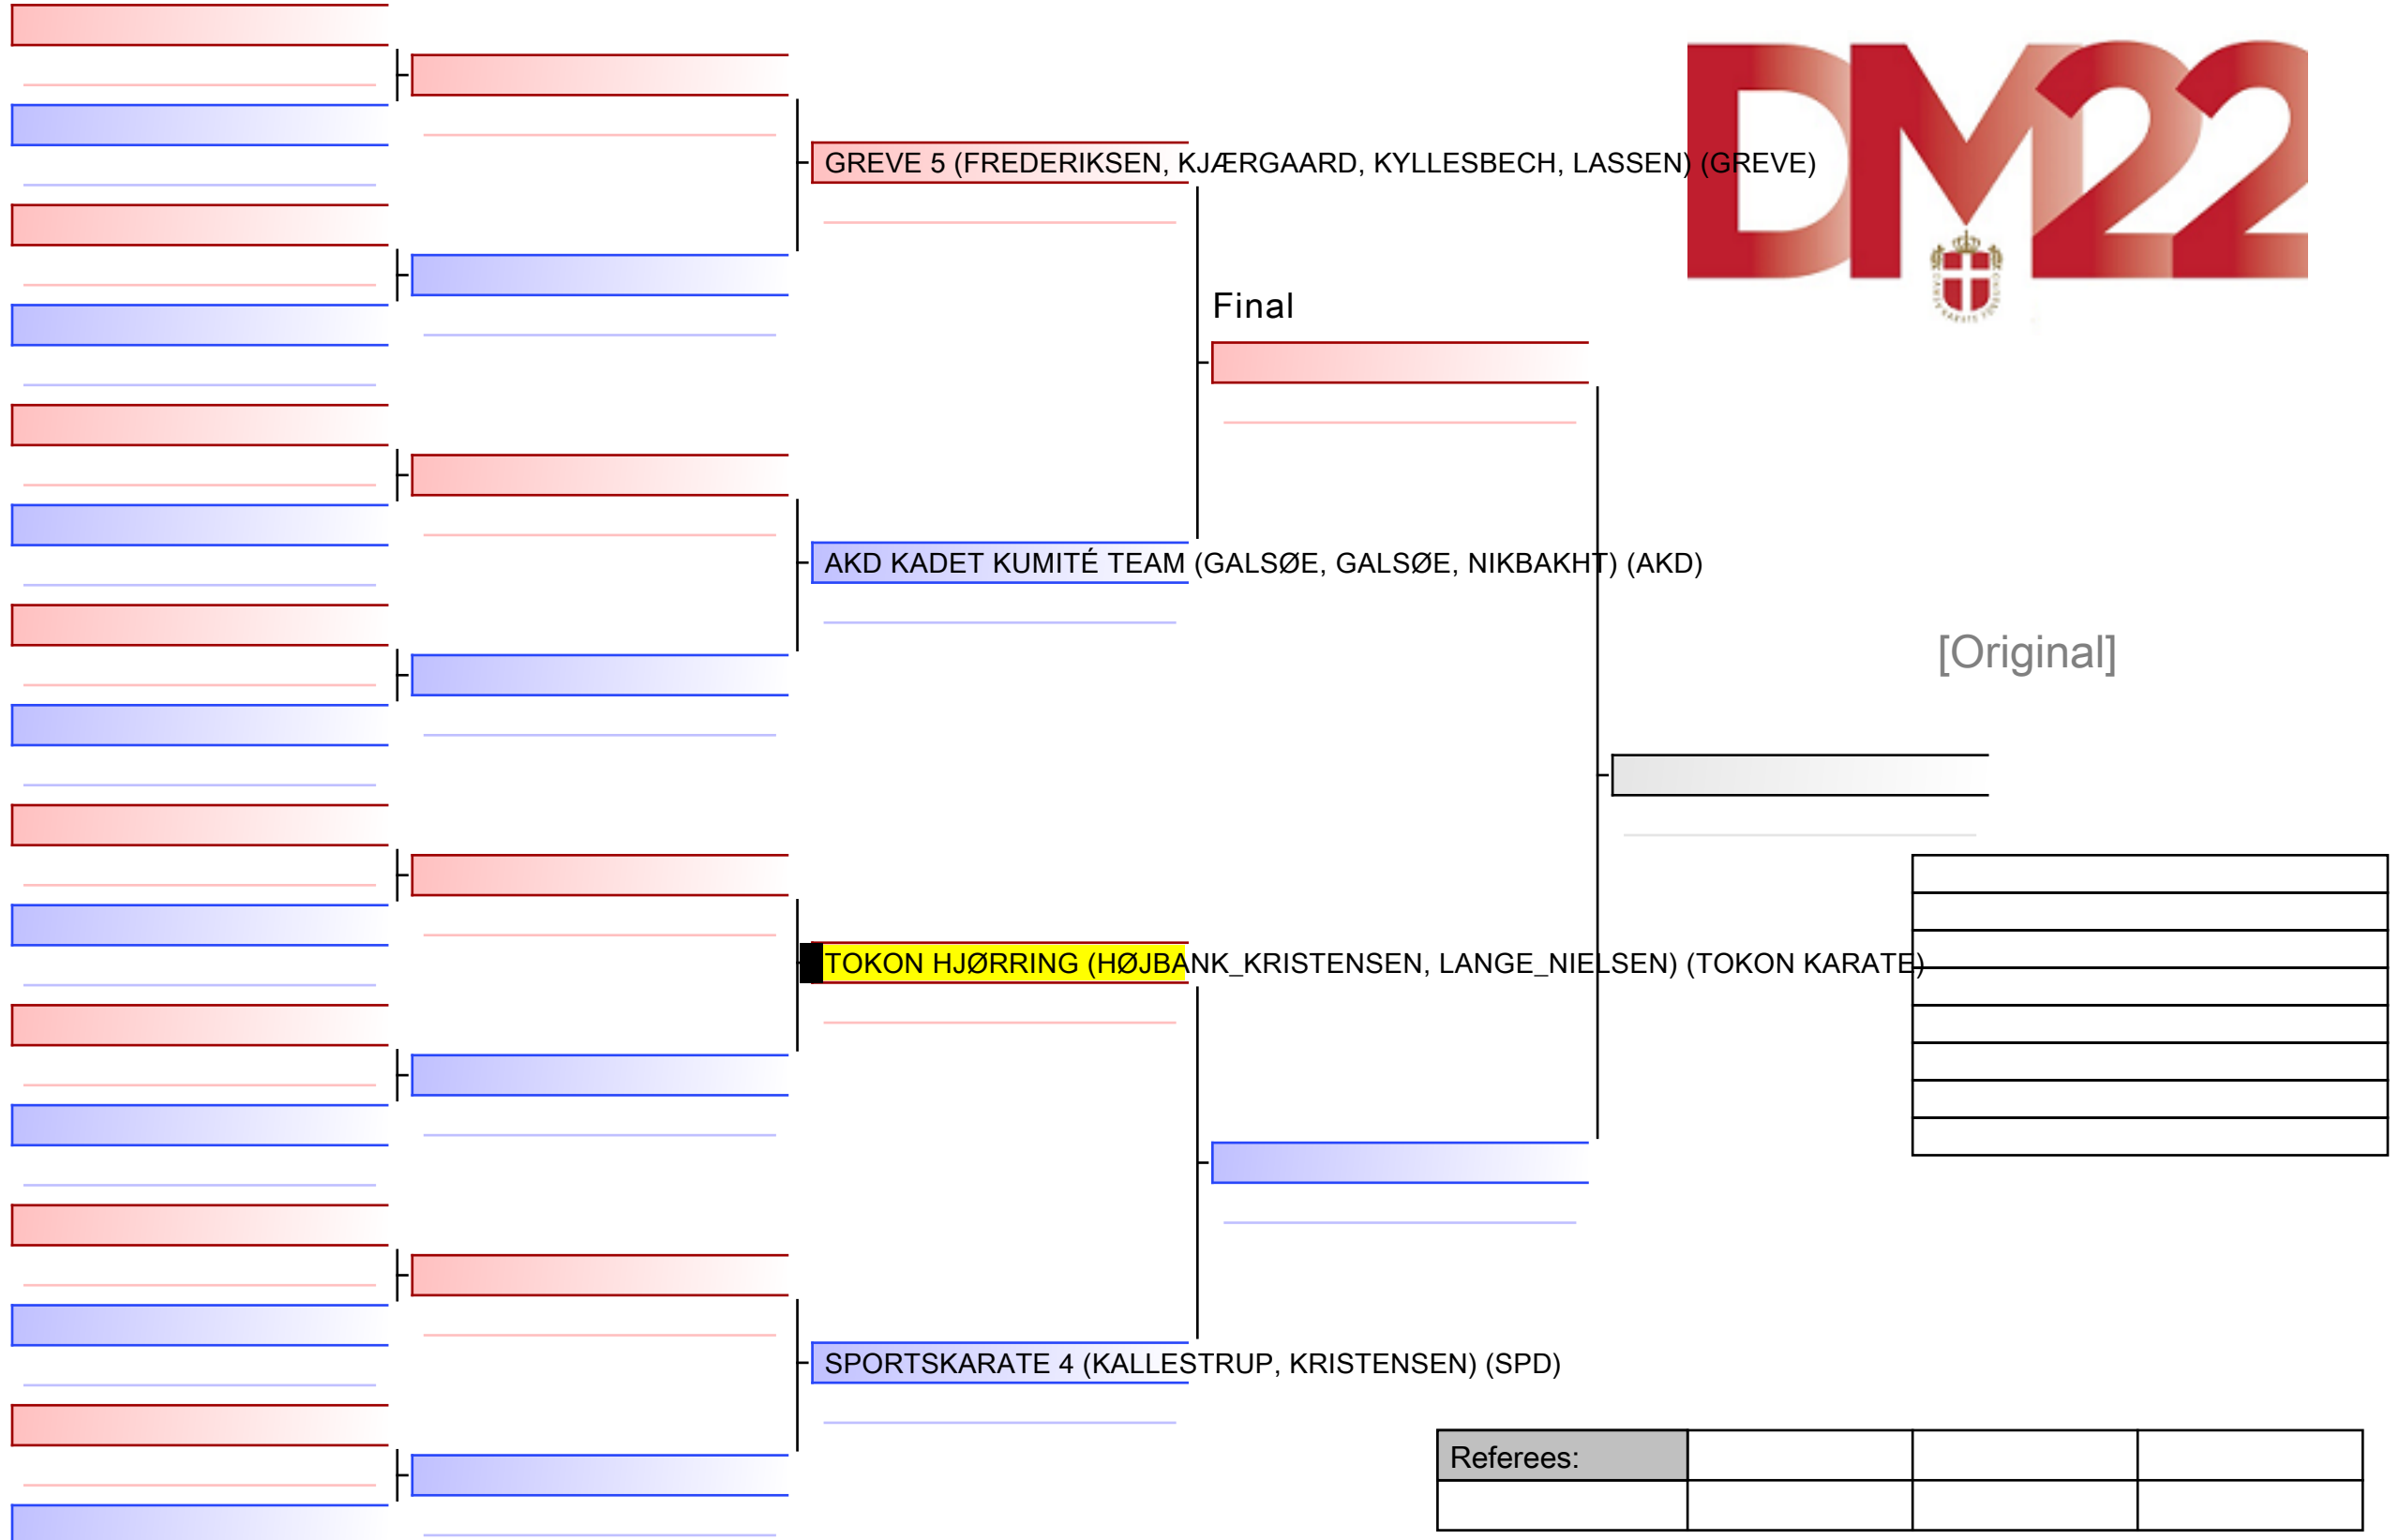 DM22
GREVE 5 (FREDERIKSEN, KJÆRGAARD, KYLLESBECH, LASSEN) (GREVE)
Final
AKD KADET KUMITÉ TEAM (GALSØE, GALSØE, NIKBAKHT) (AKD)
[Original]
TOKON HJØRRING (HØJBANK_KRISTENSEN, LANGE_NIELSEN) (TOKON KARATE)
SPORTSKARATE 4 (KALLESTRUP, KRISTENSEN) (SPD)
Referees: